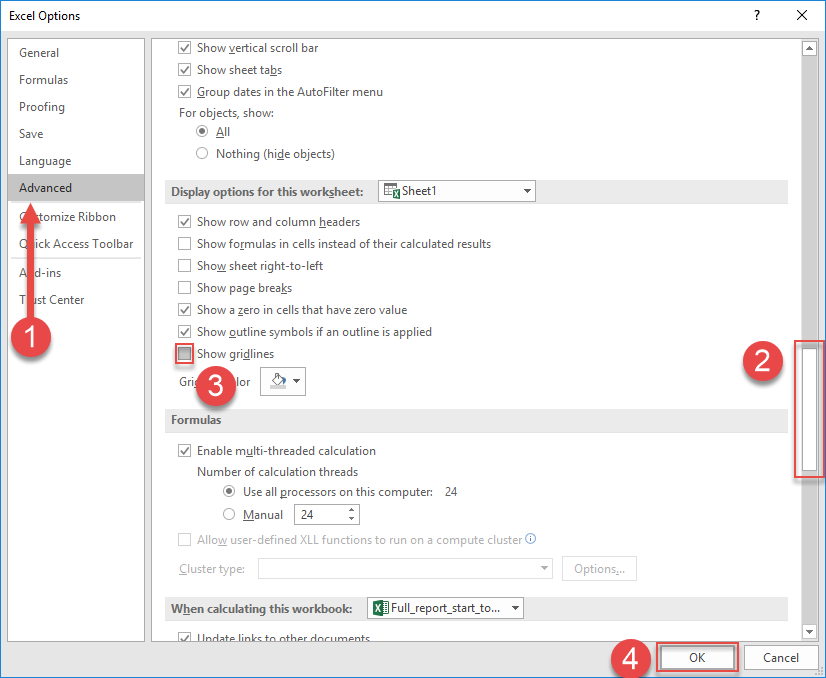 Excel Options
?
General
Formulas
Proofing
Save
Language
Advanced
Quick Access Toolbar
Trust Center
1
Show vertical scroll bar
Show sheet tabs
Group dates in the AutoFilter menu
For objects, show:
All
Nothing (hide objects)
Display options for this worksheet: Sheet1
Show row and column headers
Show formulas in cells instead of their calculated results
Show sheet right-to-left
Show page breaks
Show a zero in cells that have zero value
Show outline symbols if an outline is applied
Show gridlines
3
2
Formulas
Enable multi-threaded calculation
Number of calculation threads
Use all processors on this computer: 24
Manual 24
Allow user-defined XLL functions to run on a compute cluster
Cluster type: Options...
When calculating this workbook: Full_report_start_to...
Update links to other documents
4 OK Cancel